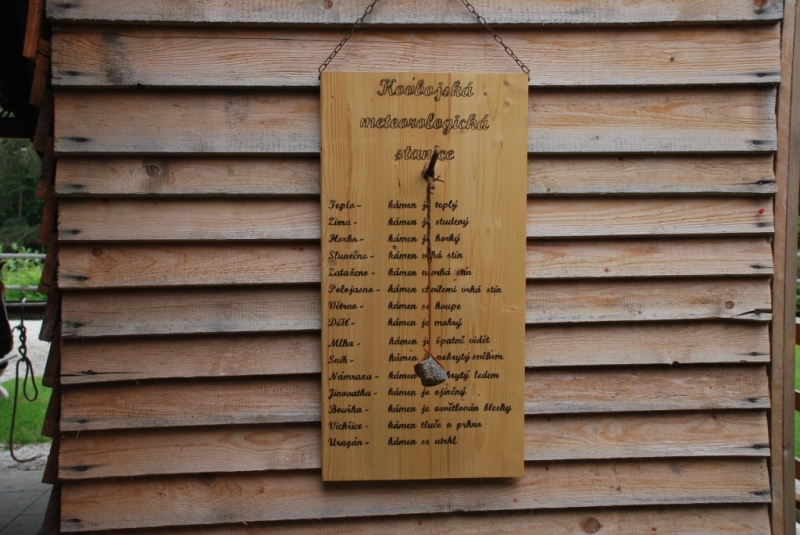 Kovbojská
meteorologická
stanice
Teplo - kámen je teplý
Zima - kámen je studený
Horko - kámen je horký
Slunečno - kámen vrhá stín
Zataženo - kámen nevrhá stín
Polojasno - kámen chvílemi vrhá stín
Větrno - kámen se houpe
Déšť - kámen je mokrý
Mlha - kámen je špatně vidět
Sníh - kámen pokrytý sněhem
Námraza - kámen pokrytý ledem
Jinovatka - kámen je ojíněný
Bouřka - kámen je osvětlován blesky
Vichřice - kámen tluče o prkno
Uragán - kámen se utrhl